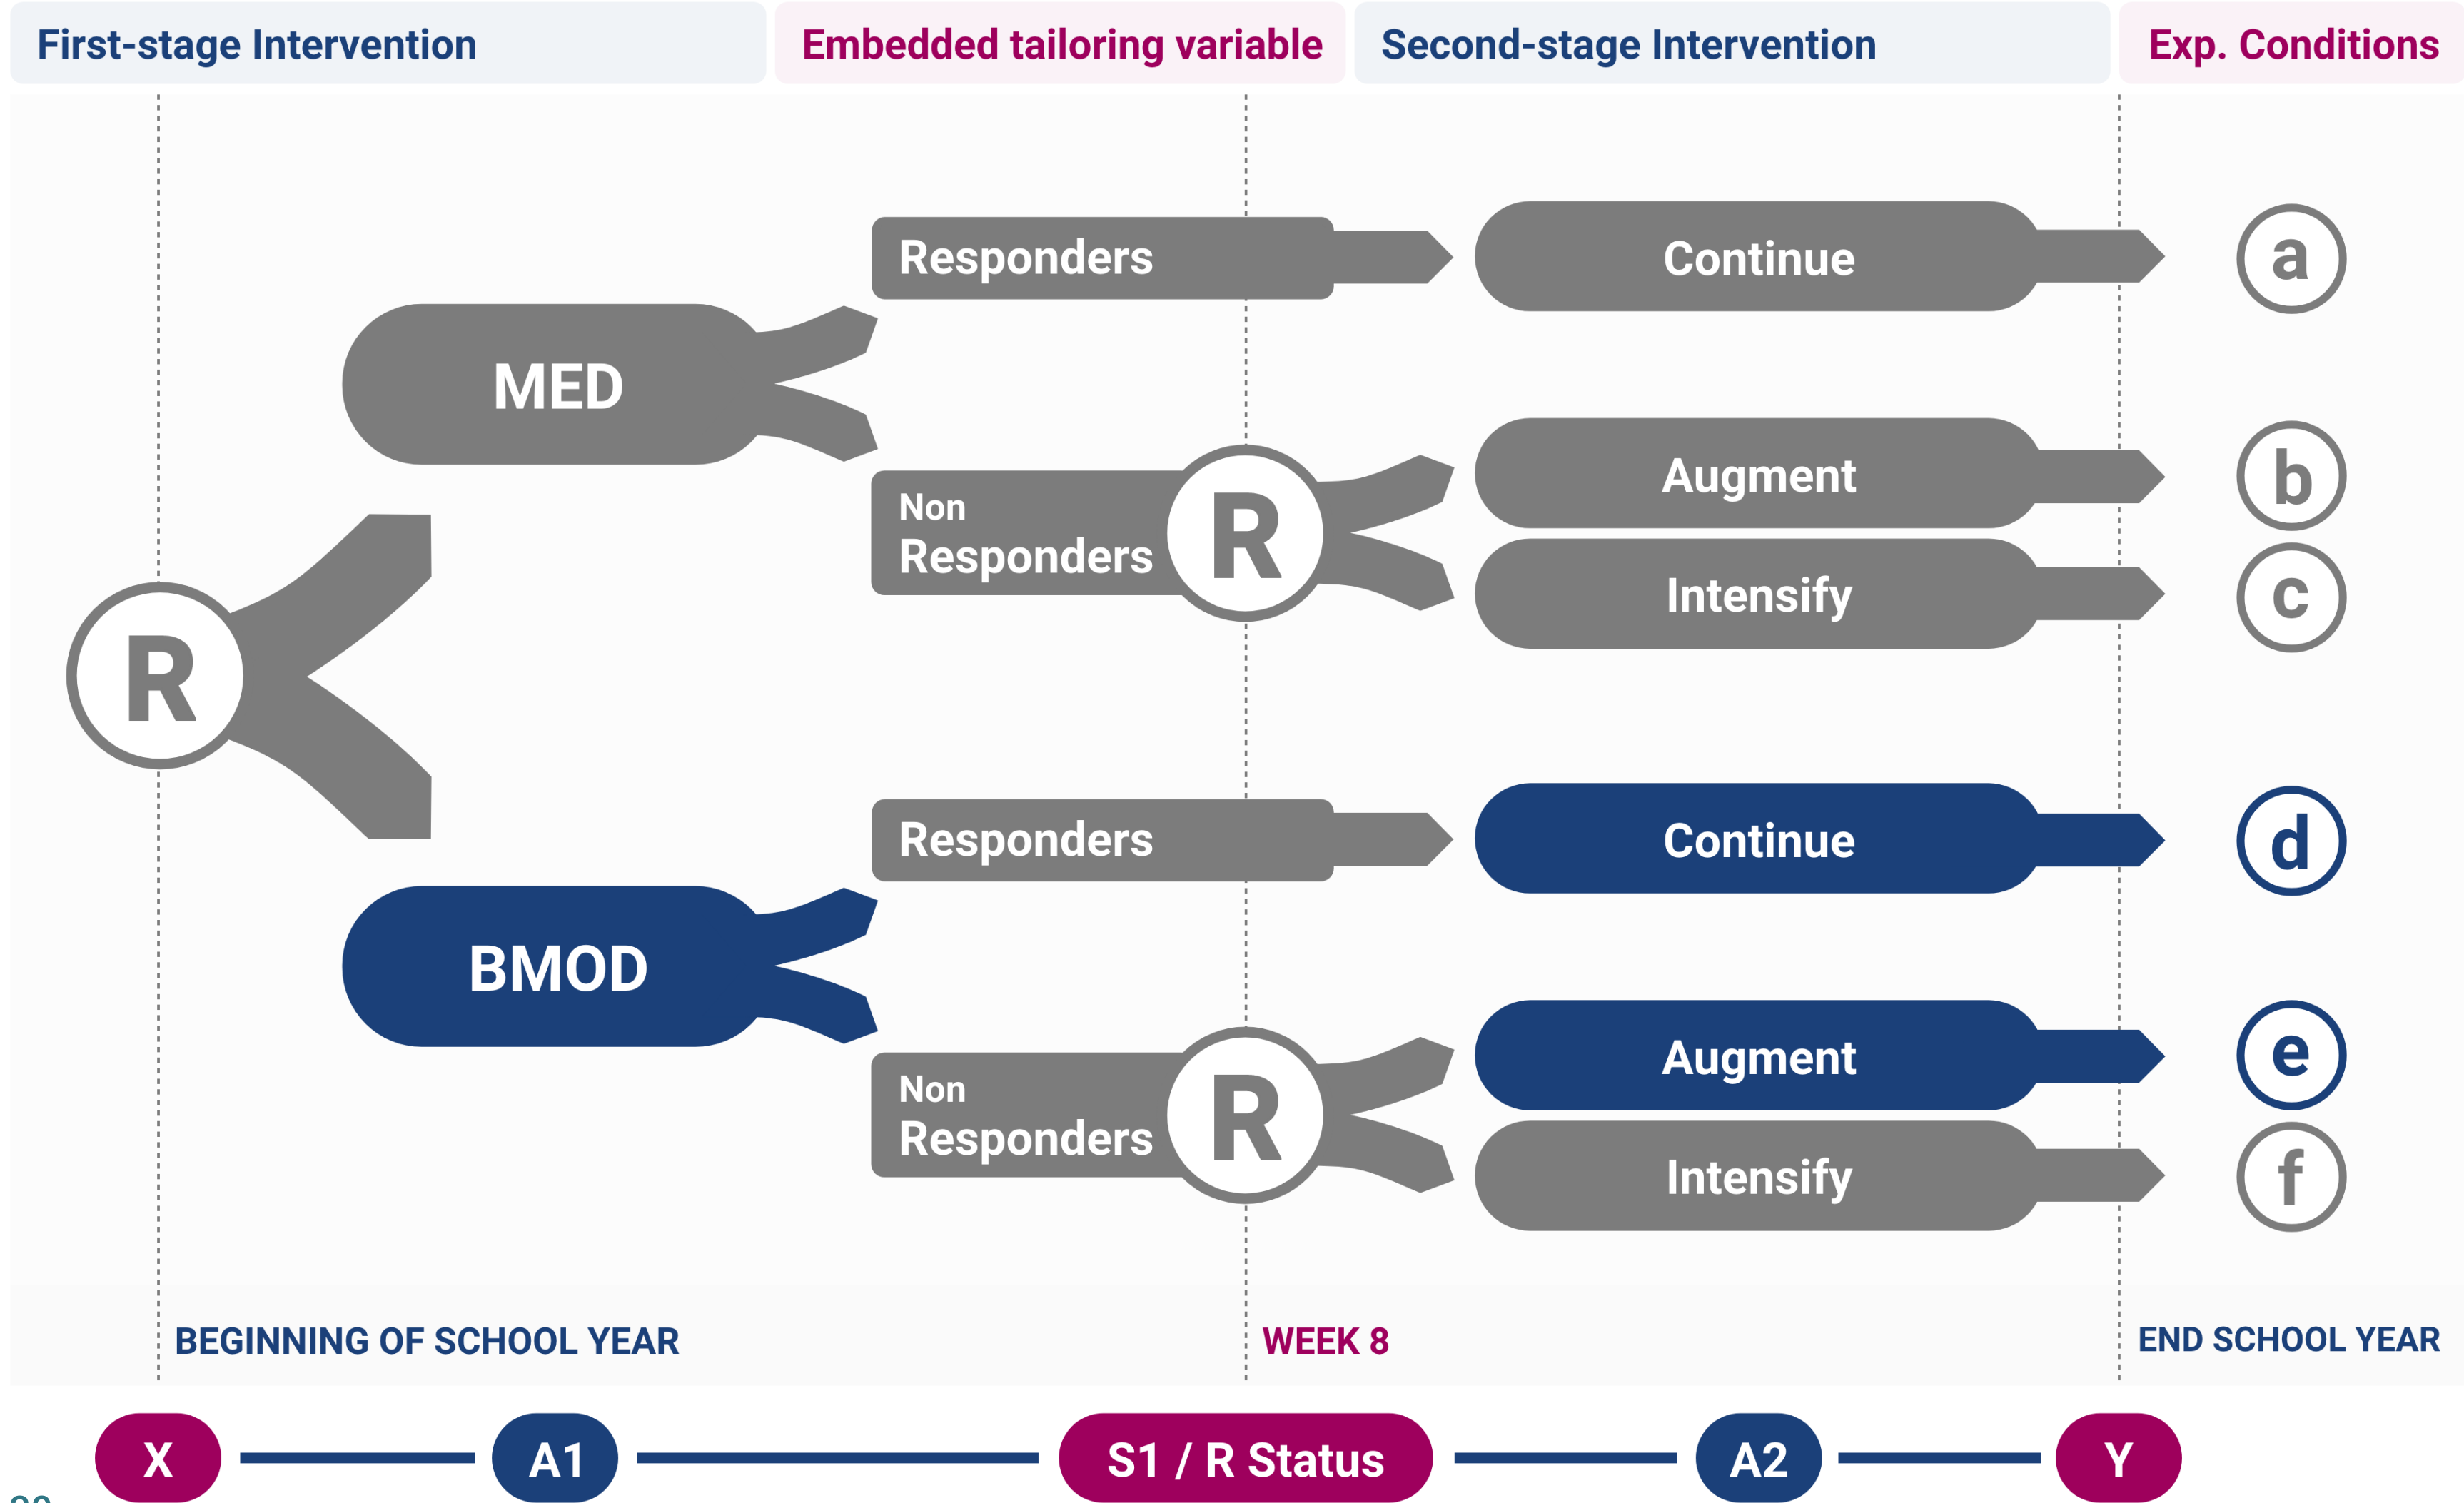 First-stage Intervention
Embedded tailoring variable
Second-stage Intervention
Exp. Conditions
Responders
Continue
a
MED
Non
Responders
R
Augment
b
Intensify
c
R
Responders
Continue
d
BMOD
Non
Responders
R
Augment
e
Intensify
f
BEGINNING OF SCHOOL YEAR
WEEK 8
END SCHOOL YEAR
X
A1
S1 / R Status
A2
Y